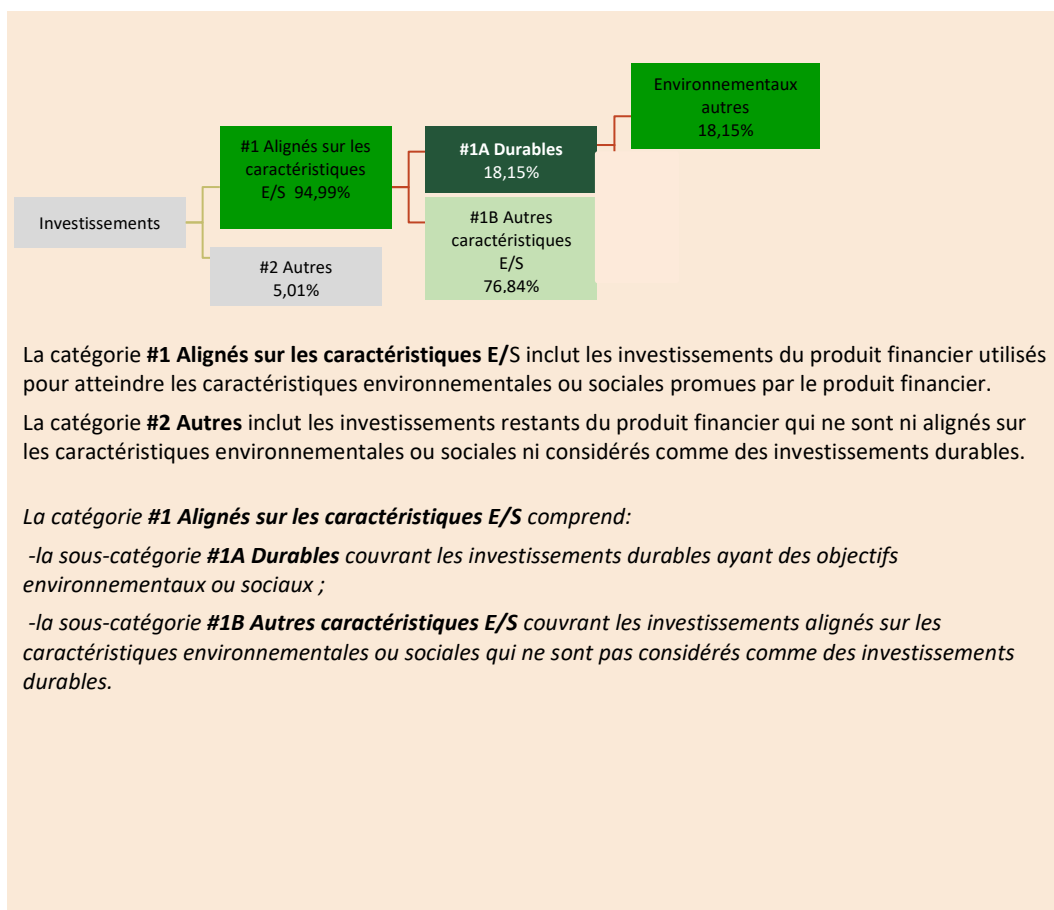 Environnementaux
autres
18,15%
#1 Alignés sur les
caractéristiques
E/S 94,99%
#1A Durables
18,15%
Investissements
#1B Autres
caractéristiques
E/S
76,84%
#2 Autres
5,01%
La catégorie #1 Alignés sur les caractéristiques E/S inclut les investissements du produit financier utilisés
pour atteindre les caractéristiques environnementales ou sociales promues par le produit financier.
La catégorie #2 Autres inclut les investissements restants du produit financier qui ne sont ni alignés sur
les caractéristiques environnementales ou sociales ni considérés comme des investissements durables.
La catégorie #1 Alignés sur les caractéristiques E/S comprend:
-la sous-catégorie #1A Durables couvrant les investissements durables ayant des objectifs
environnementaux ou sociaux ;
-la sous-catégorie #1B Autres caractéristiques E/S couvrant les investissements alignés sur les
caractéristiques environnementales ou sociales qui ne sont pas considérés comme des investissements
durables.